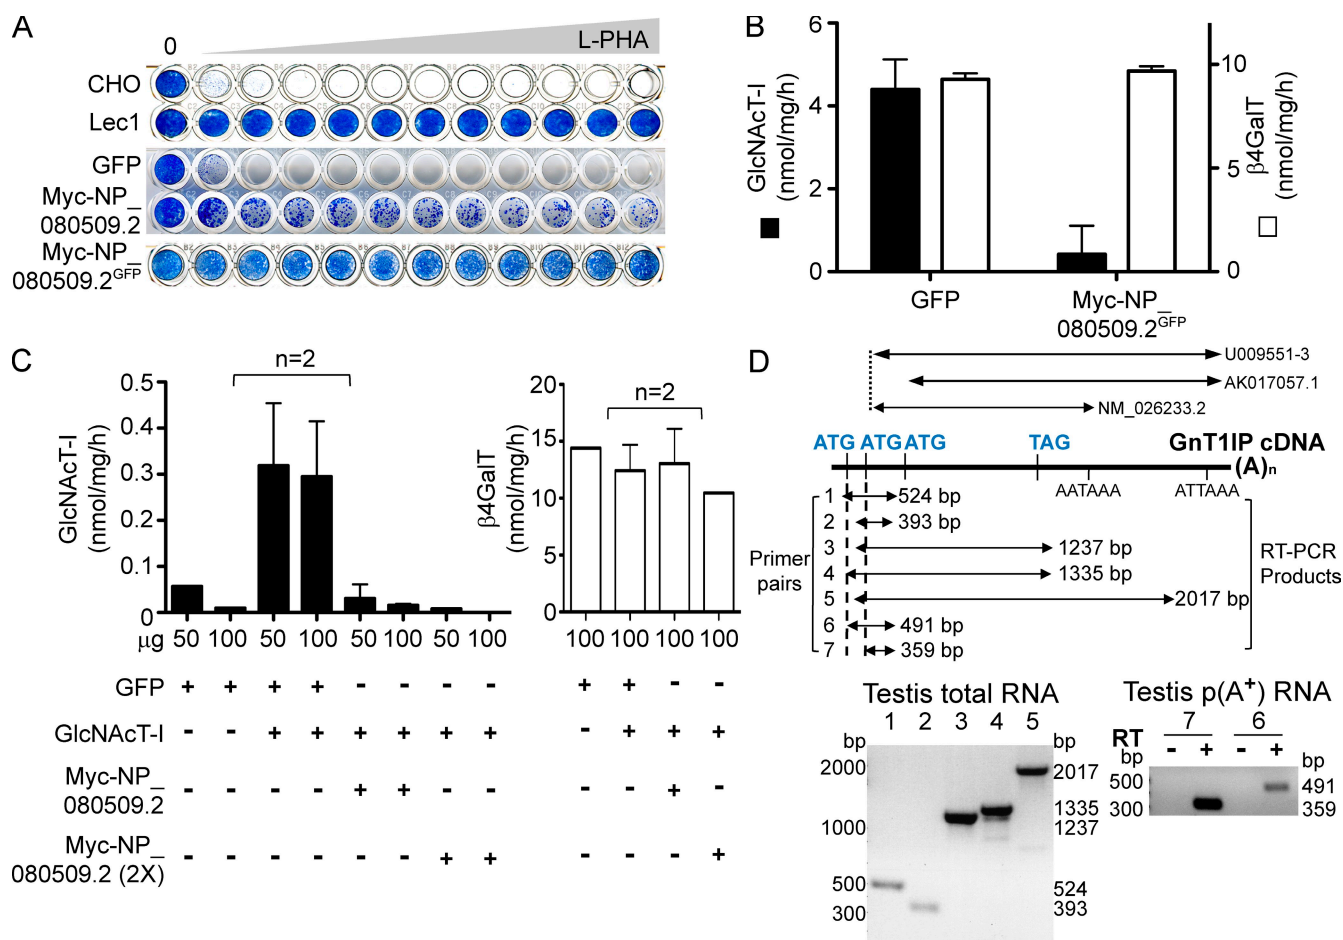 A
0
L-PHA
CHO
Lec1
GFP
Myc-NP_
080509.2
Myc-NP_
080509.2GFP
B
GlcNAcT-I
(nmol/mg/h)
6
4
2
0
10
5
0
β4GalT
(nmol/mg/h)
GFP
Myc-NP_
080509.2GFP
C
n=2
GlcNAcT-I
(nmol/mg/h)
0.5
0.4
0.3
0.2
0.1
0
μg 50 100 50 100 50 100 50 100
n=2
β4GalT
(nmol/mg/h)
20
15
10
5
0
100 100 100 100
GFP + + + + - - - - + + - -
GlcNAcT-I - - + + + + + + - + + +
Myc-NP_
080509.2 - - - - + + - - - - + -
Myc-NP_
080509.2 (2X) - - - - - - + + - - - +
D
U009551-3
AK017057.1
NM_026233.2
ATG ATG ATG TAG GnT1IP cDNA
(A)n
AATAAA ATTAAA
Primer
pairs
1 524 bp
2 393 bp
3 1237 bp
4 1335 bp
5 2017 bp
6 491 bp
7 359 bp
RT-PCR
Products
Testis total RNA
1 2 3 4 5
bp bp
2000 2017
1335
1000 1237
500 524
300 393
Testis p(A+) RNA
7 6
RT - + - +
bp bp
500 491
300 359